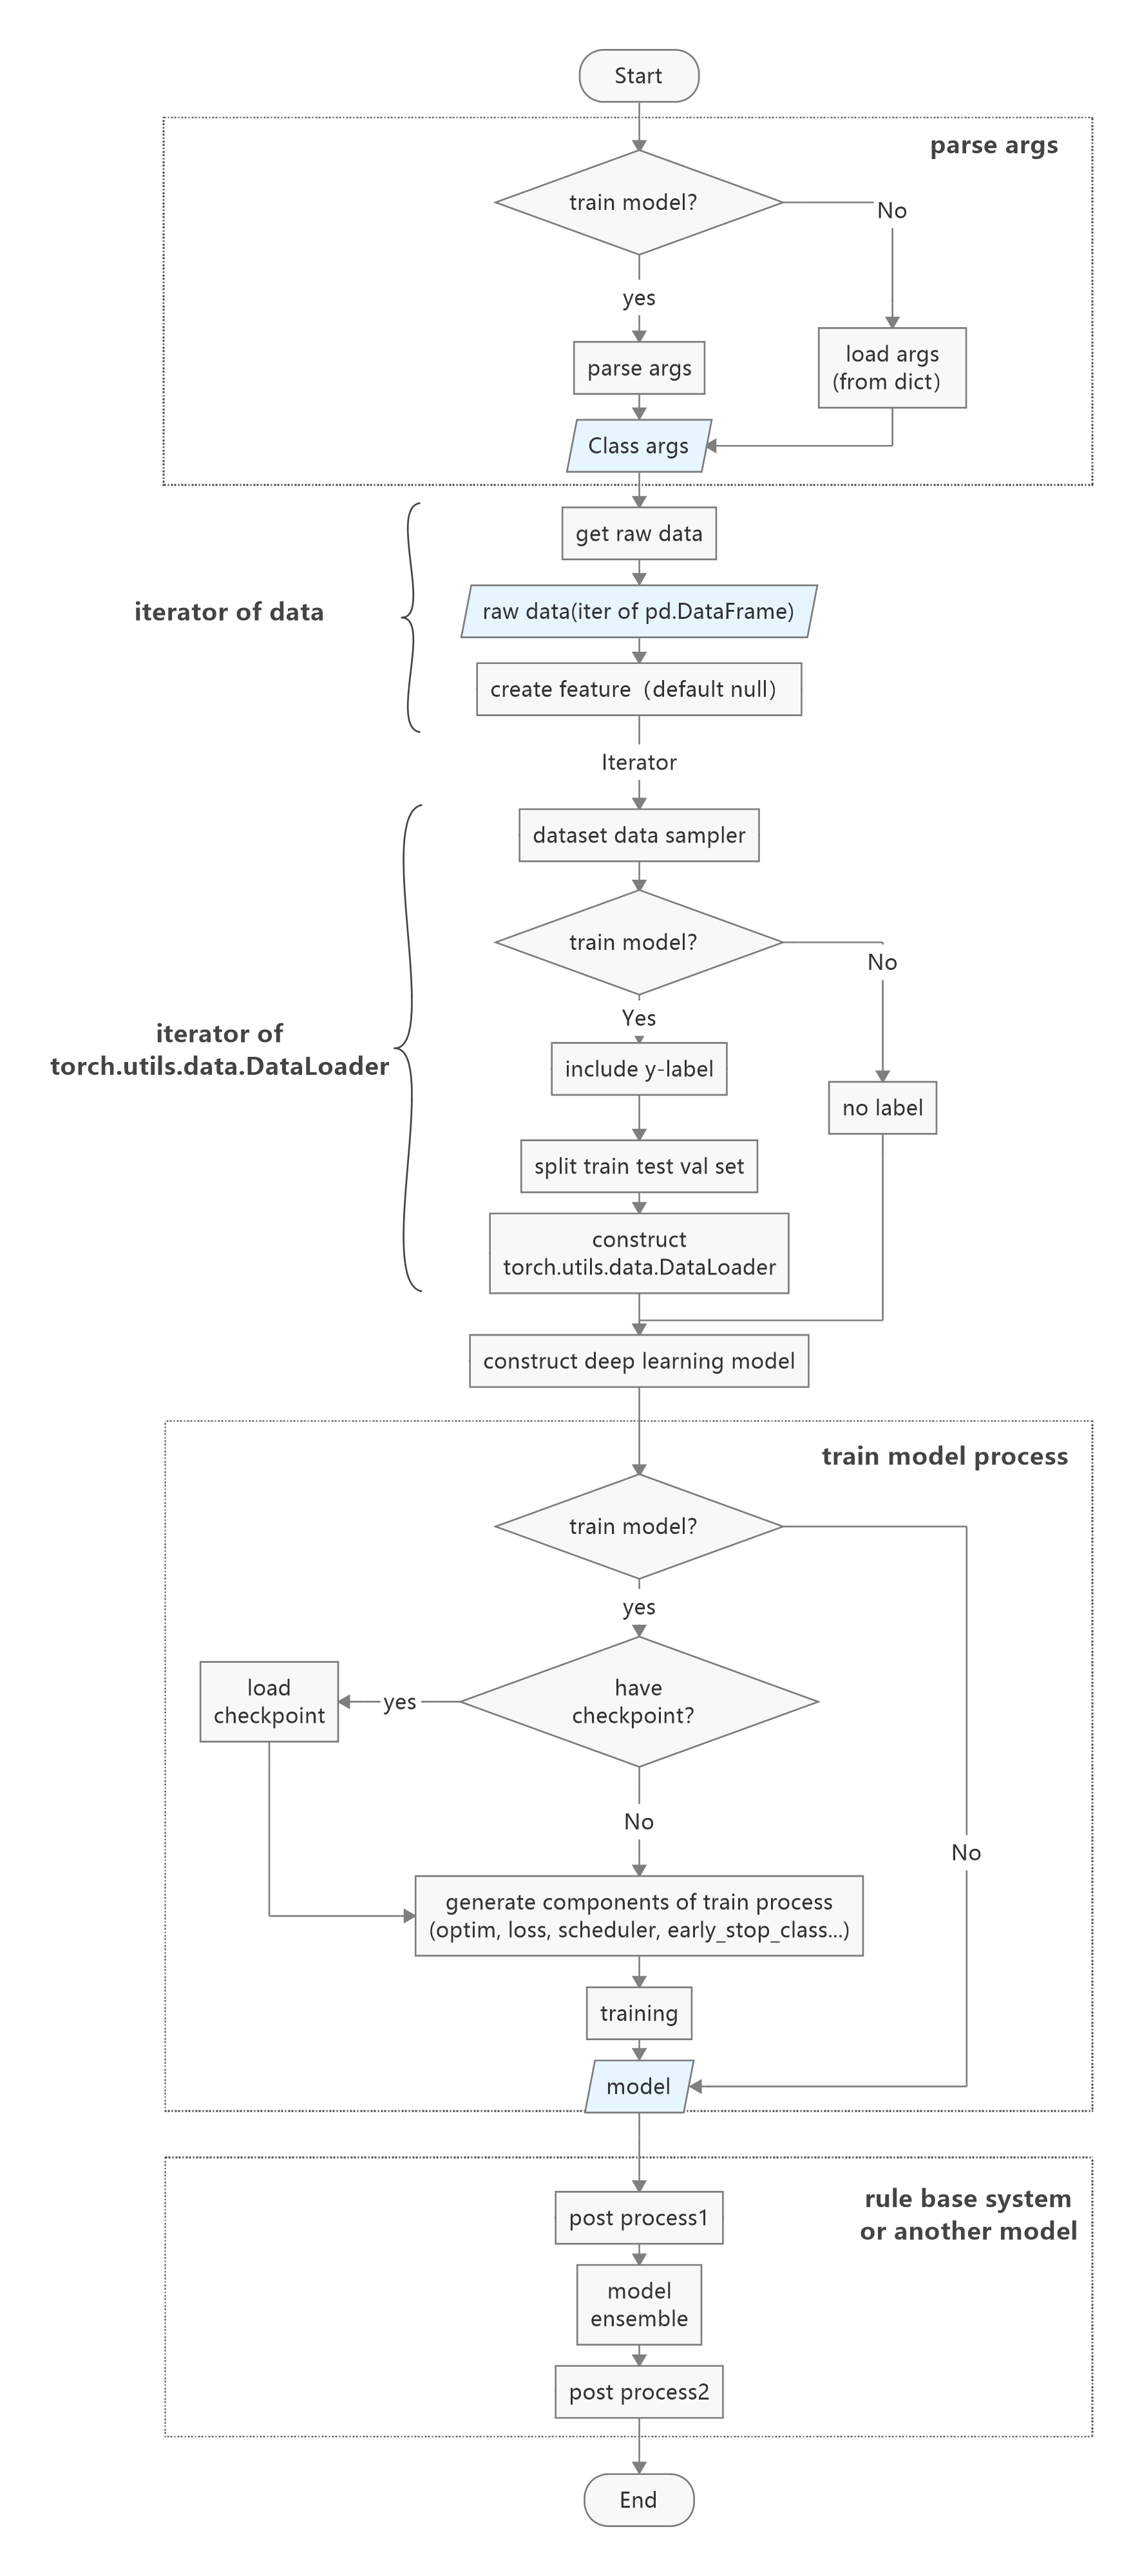 Start
parse args
train model?
No
yes
load args
(from dict）
parse args
Class args
get raw data
iterator of data
raw data(iter of pd.DataFrame)
create feature（default null）
Iterator
dataset data sampler
train model?
No
Yes
iterator of
torch.utils.data.DataLoader
include y-label
no label
split train test val set
construct
torch.utils.data.DataLoader
construct deep learning model
train model process
train model?
yes
load
checkpoint
yes
have
checkpoint?
No
No
generate components of train process
(optim, loss, scheduler, early_stop_class...)
training
model
rule base system
or another model
post process1
model
ensemble
post process2
End